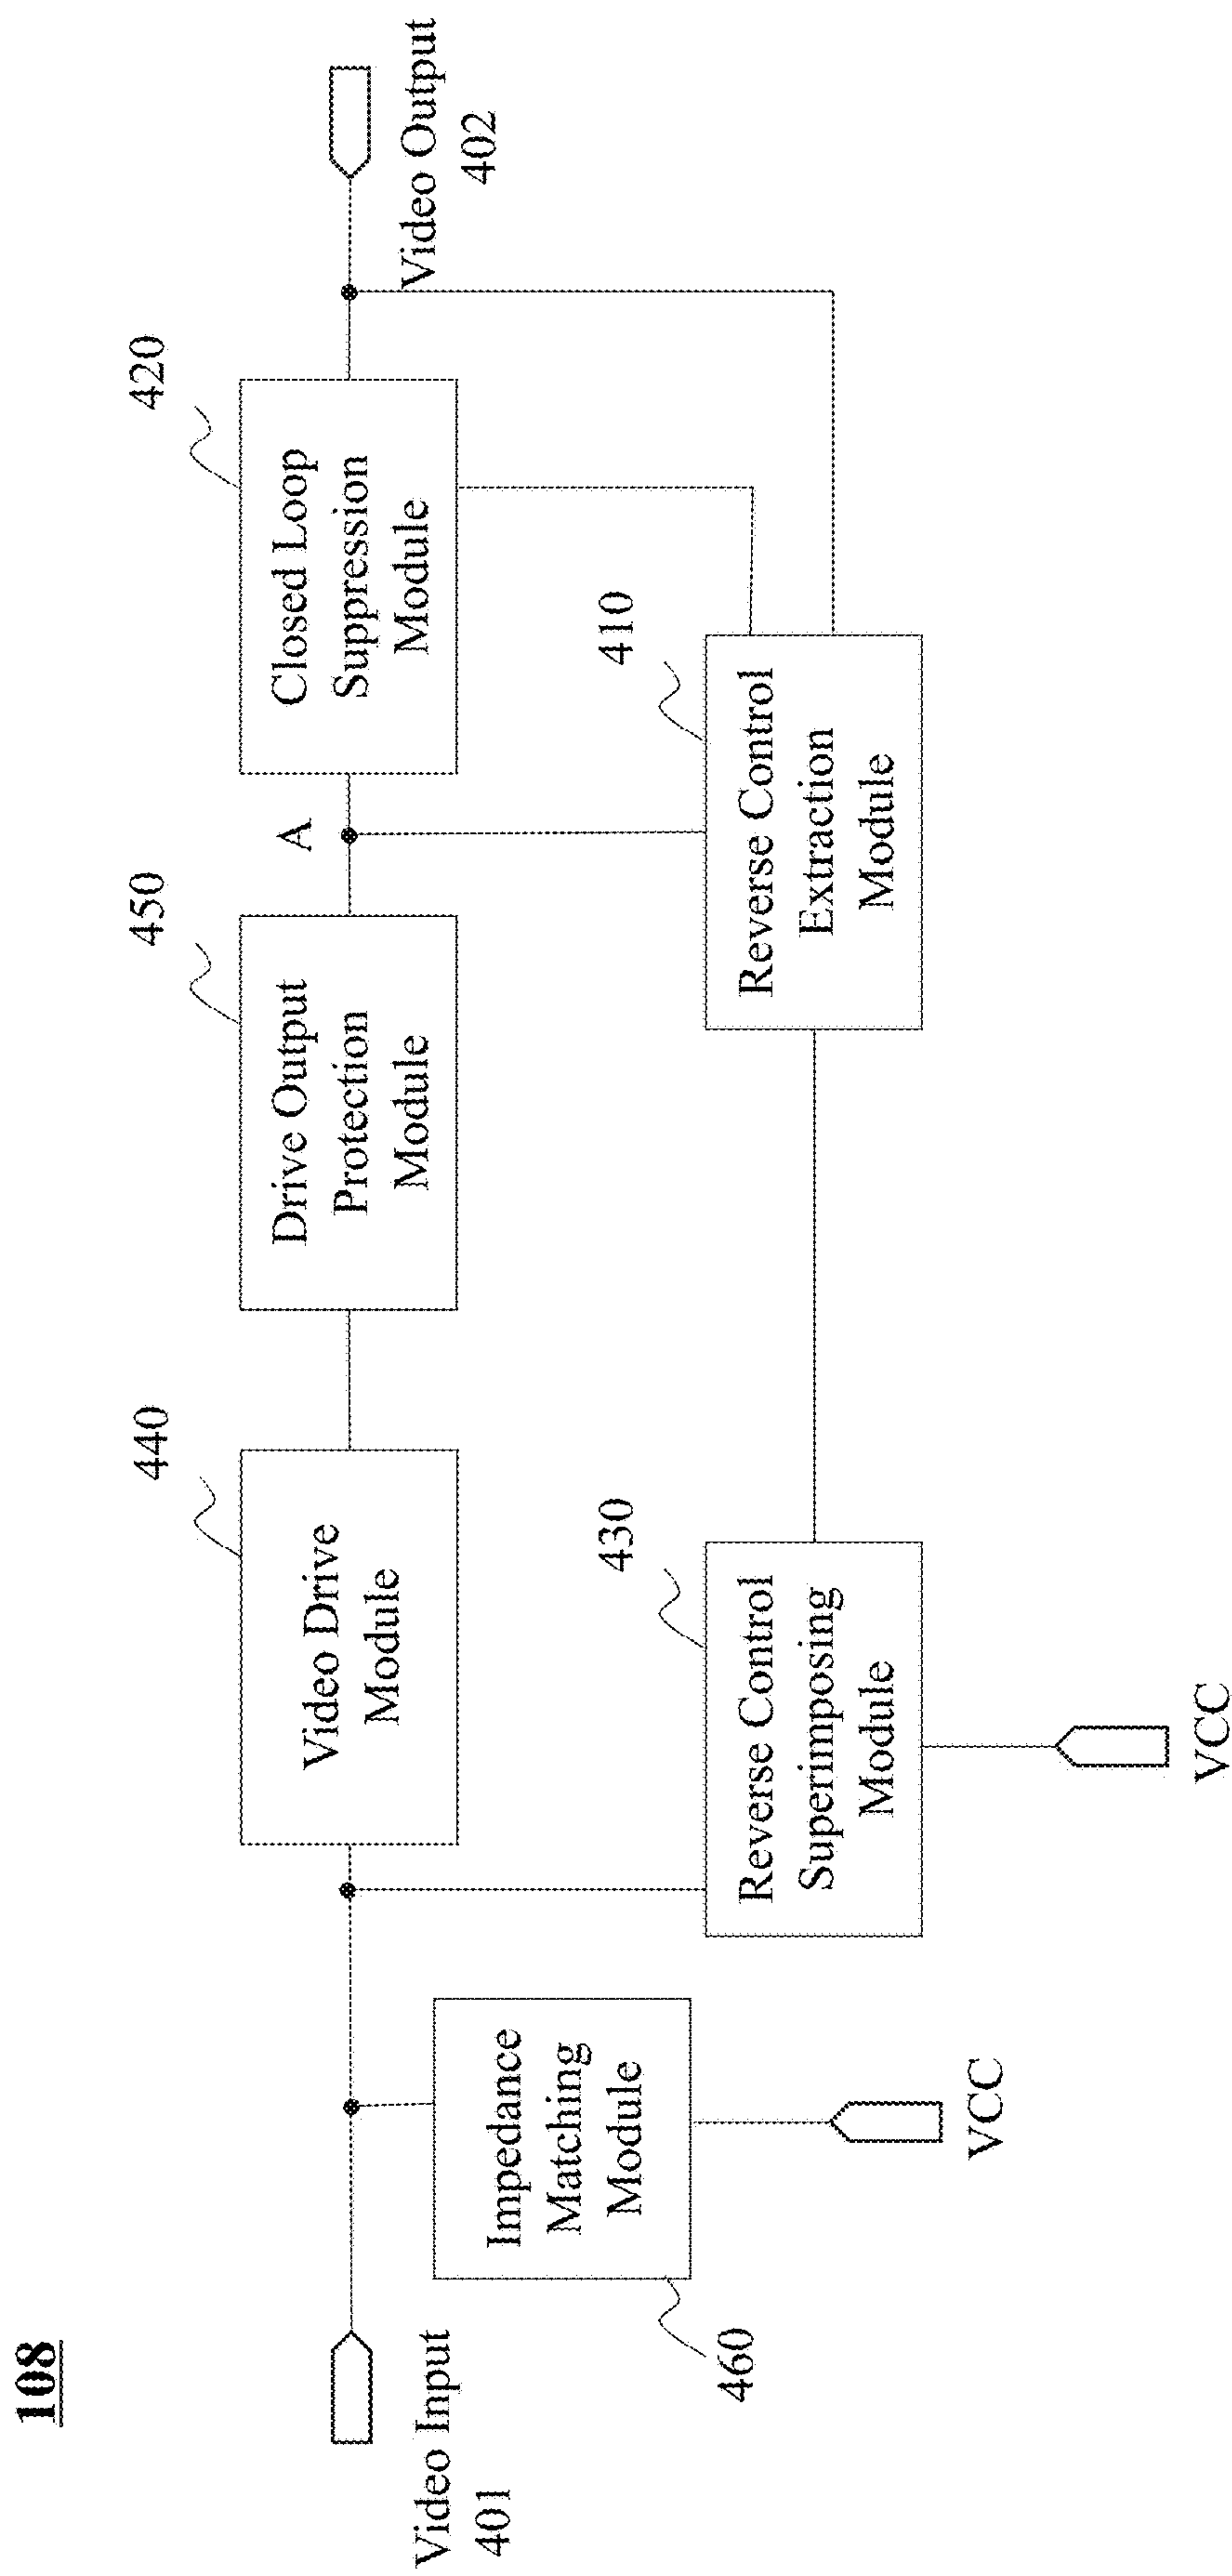 108
Video Input
401
Impedance
Matching
Module
460
VCC
Video Drive
Module
440
Reverse Control
Superimposing
Module
430
VCC
Drive Output
Protection
Module
450
A
Closed Loop
Suppression
Module
420
Reverse Control
Extraction
Module
410
Video Output
402